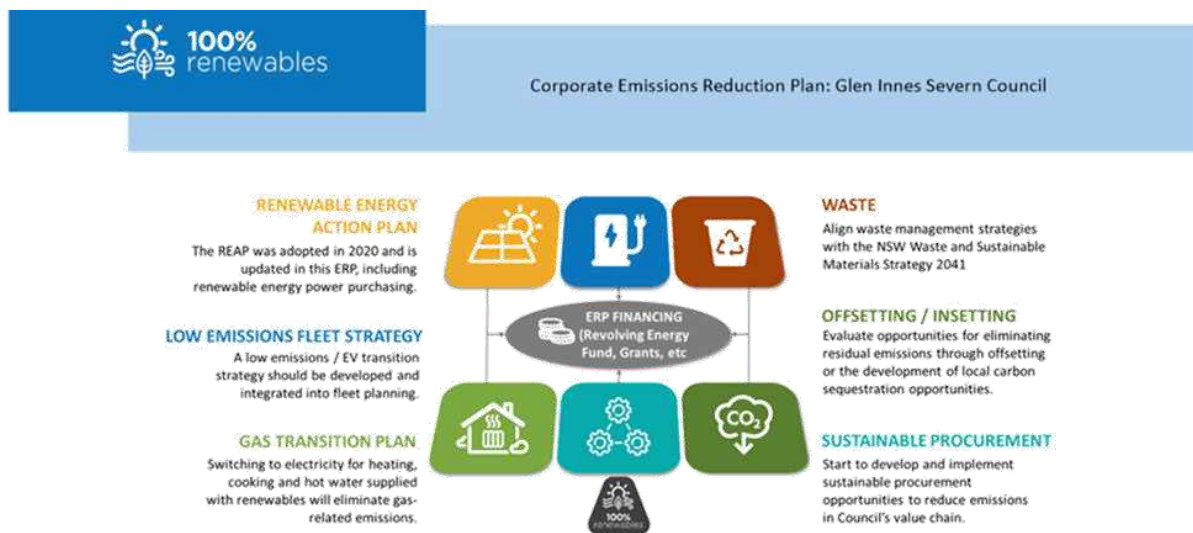 100%
renewables
Corporate Emissions Reduction Plan: Glen Innes Severn Council
RENEWABLE ENERGY
ACTION PLAN
The REAP was adopted in 2020 and is
updated in this ERP, including
renewable energy power purchasing.
LOW EMISSIONS FLEET STRATEGY
A low emissions / EV transition
strategy should be developed and
integrated into fleet planning.
GAS TRANSITION PLAN
Switching to electricity for heating,
cooking and hot water supplied
with renewables will eliminate gas-
related emissions.
ERP FINANCING
(Revolving Energy
Fund, Grants, etc
CO2
100%
renewables
WASTE
Align waste management strategies
with the NSW Waste and Sustainable
Materials Strategy 2041
OFFSETTING / INSETTING
Evaluate opportunities for eliminating
residual emissions through offsetting
or the development of local carbon
sequestration opportunities.
SUSTAINABLE PROCUREMENT
Start to develop and implement
sustainable procurement
opportunities to reduce emissions
in Council's value chain.